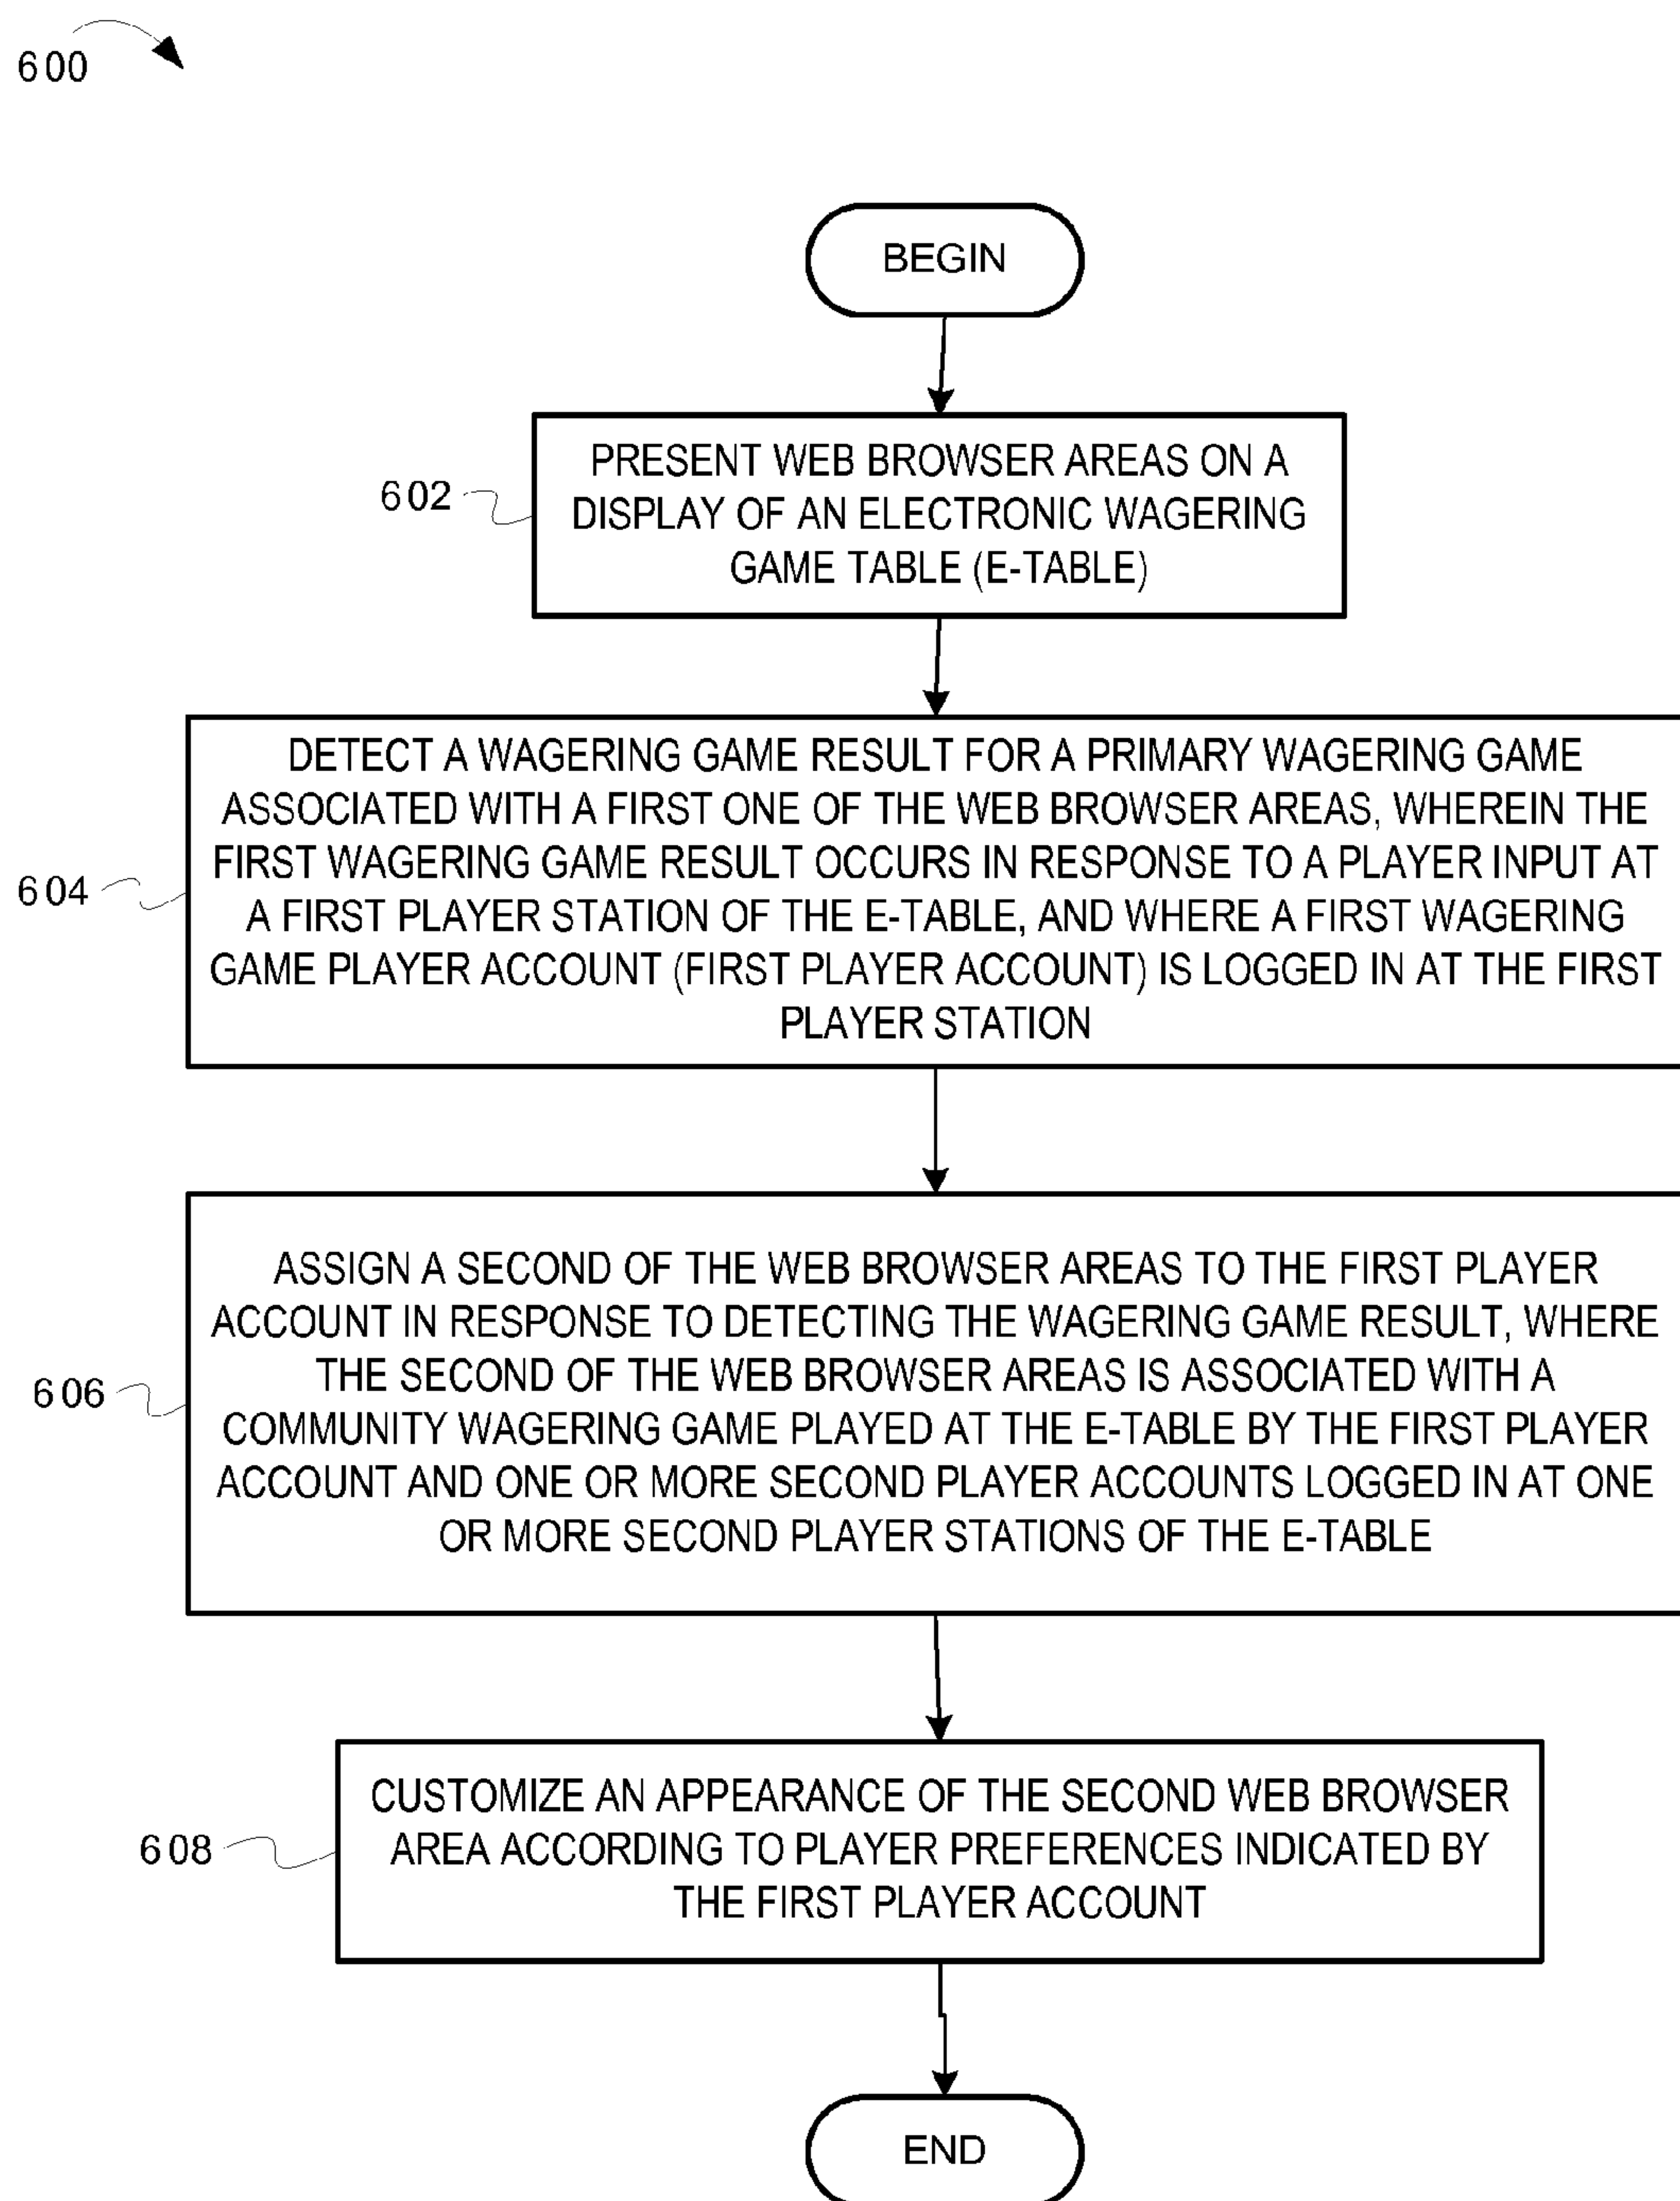 600
BEGIN
602
PRESENT WEB BROWSER AREAS ON A
DISPLAY OF AN ELECTRONIC WAGERING
GAME TABLE (E-TABLE)
604
DETECT A WAGERING GAME RESULT FOR A PRIMARY WAGERING GAME
ASSOCIATED WITH A FIRST ONE OF THE WEB BROWSER AREAS, WHEREIN THE
FIRST WAGERING GAME RESULT OCCURS IN RESPONSE TO A PLAYER INPUT AT
A FIRST PLAYER STATION OF THE E-TABLE, AND WHERE A FIRST WAGERING
GAME PLAYER ACCOUNT (FIRST PLAYER ACCOUNT) IS LOGGED IN AT THE FIRST
PLAYER STATION
606
ASSIGN A SECOND OF THE WEB BROWSER AREAS TO THE FIRST PLAYER
ACCOUNT IN RESPONSE TO DETECTING THE WAGERING GAME RESULT, WHERE
THE SECOND OF THE WEB BROWSER AREAS IS ASSOCIATED WITH A
COMMUNITY WAGERING GAME PLAYED AT THE E-TABLE BY THE FIRST PLAYER
ACCOUNT AND ONE OR MORE SECOND PLAYER ACCOUNTS LOGGED IN AT ONE
OR MORE SECOND PLAYER STATIONS OF THE E-TABLE
608
CUSTOMIZE AN APPEARANCE OF THE SECOND WEB BROWSER
AREA ACCORDING TO PLAYER PREFERENCES INDICATED BY
THE FIRST PLAYER ACCOUNT
END